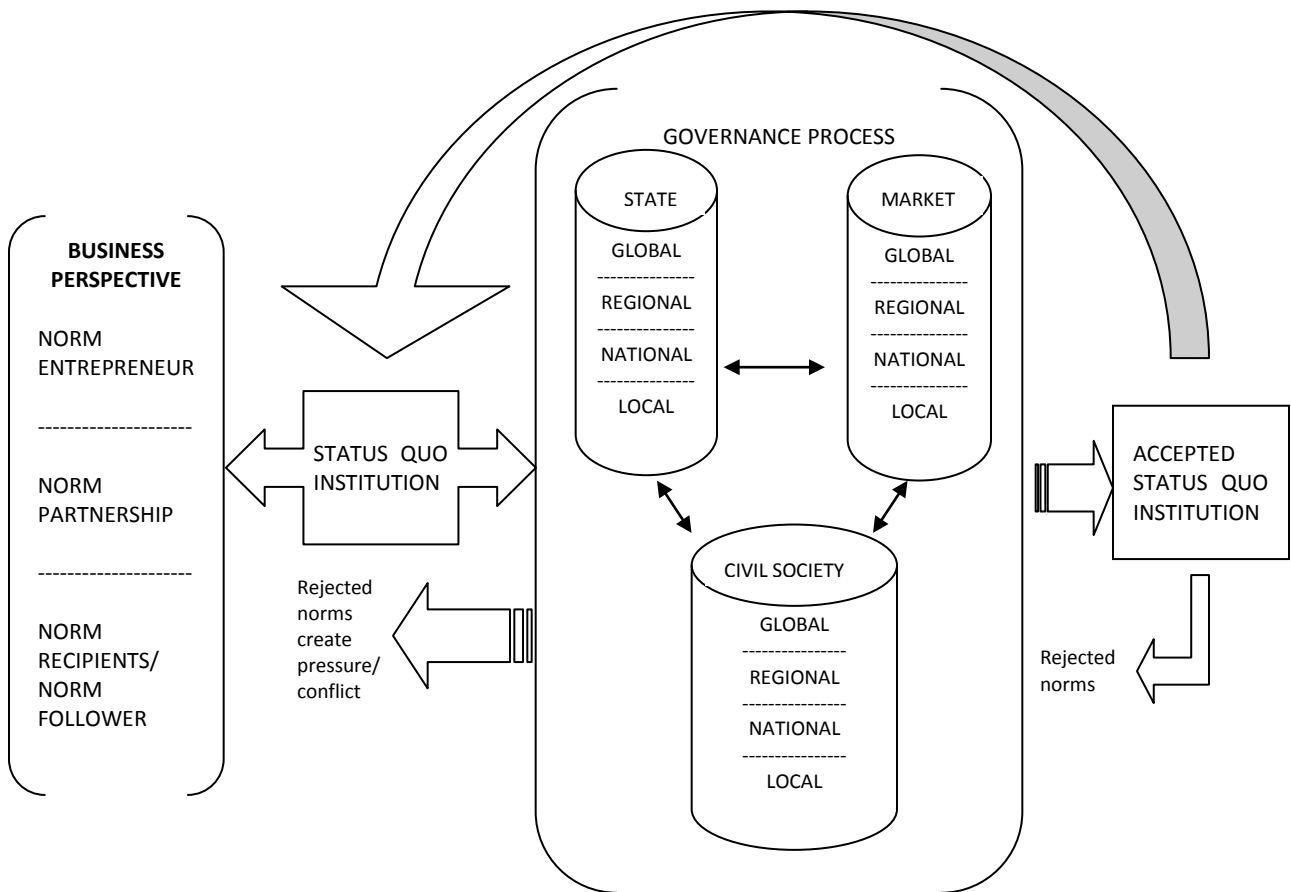 GOVERNANCE PROCESS
BUSINESS
PERSPECTIVE
NORM
ENTREPRENEUR
----------------------
NORM
PARTNERSHIP
----------------------
NORM
RECIPIENTS/
NORM
FOLLOWER
STATUS QUO
INSTITUTION
Rejected
norms
create
pressure/
conflict
STATE
GLOBAL
---------------
REGIONAL
---------------
NATIONAL
---------------
LOCAL
MARKET
GLOBAL
---------------
REGIONAL
---------------
NATIONAL
---------------
LOCAL
CIVIL SOCIETY
GLOBAL
----------------
REGIONAL
----------------
NATIONAL
----------------
LOCAL
ACCEPTED
STATUS QUO
INSTITUTION
Rejected
norms